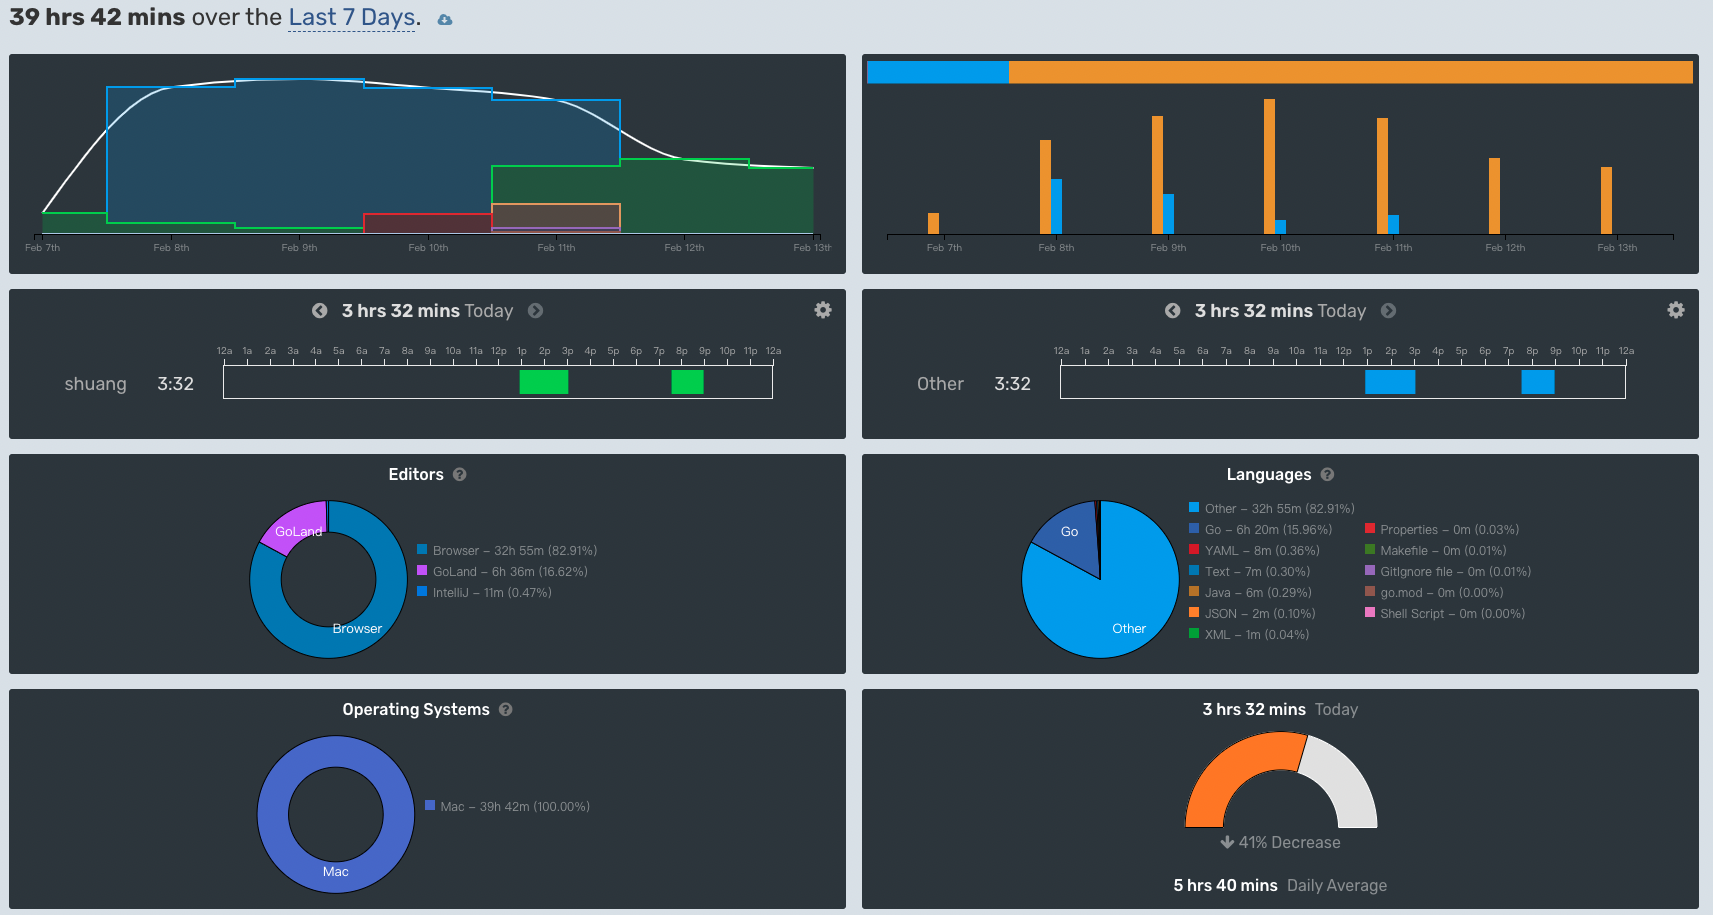 39 hrs 42 mins over the Last 7 Days.
Feb 7th Feb 8th Feb 9th Feb 10th Feb 11th Feb 12th Feb 13th
Feb 7th Feb 8th Feb 9th Feb 10th Feb 11th Feb 12th Feb 13th
3 hrs 32 mins Today
12a 1a 2a 3a 4a 5a 6a 7a 8a 9a 10a 11a 12p 1p 2p 3p 4p 5p 6p 7p 8p 9p 10p 11p 12a
shuang 3:32
3 hrs 32 mins Today
12a 1a 2a 3a 4a 5a 6a 7a 8a 9a 10a 11a 12p 1p 2p 3p 4p 5p 6p 7p 8p 9p 10p 11p 12a
Other 3:32
Editors ?
GoLand
Browser
Browser – 32h 55m (82.91%)
GoLand – 6h 36m (16.62%)
IntelliJ – 11m (0.47%)
Languages ?
Go
Other
Other – 32h 55m (82.91%)
Go – 6h 20m (15.96%)
YAML – 8m (0.36%)
Text – 7m (0.30%)
Java – 6m (0.29%)
JSON – 2m (0.10%)
XML – 1m (0.04%)
Properties – 0m (0.03%)
Makefile – 0m (0.01%)
GitIgnore file – 0m (0.01%)
go.mod – 0m (0.00%)
Shell Script – 0m (0.00%)
Operating Systems ?
Mac
Mac – 39h 42m (100.00%)
3 hrs 32 mins Today
41% Decrease
5 hrs 40 mins Daily Average